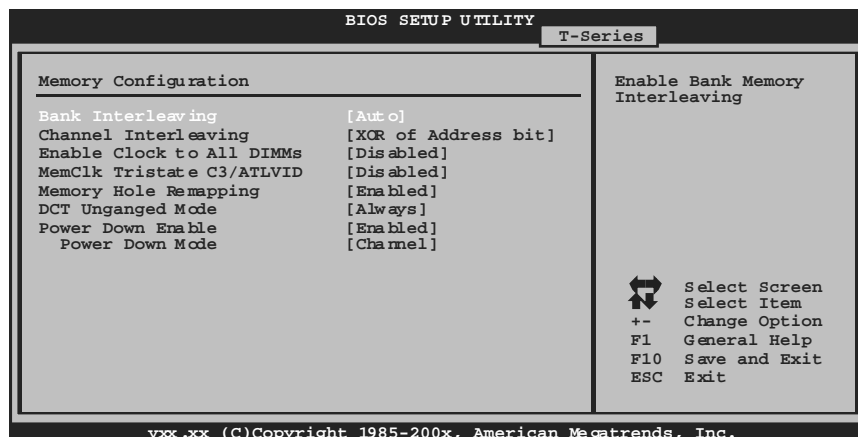 BIOS SETUP UTILITY
T-Series
Memory Configuration
Bank Interleaving [Auto]
Channel Interleaving [XOR of Address bit]
Enable Clock to All DIMMs [Disabled]
MemClk Tristate C3/ATLVID [Disabled]
Memory Hole Remapping [Enabled]
DCT Unganged Mode [Always]
Power Down Enable [Enabled]
Power Down Mode [Channel]
Enable Bank Memory
Interleaving
Select Screen
Select Item
+- Change Option
F1 General Help
F10 Save and Exit
ESC Exit
vxx.xx (C)Copyright 1985-200x, American Megatrends, Inc.